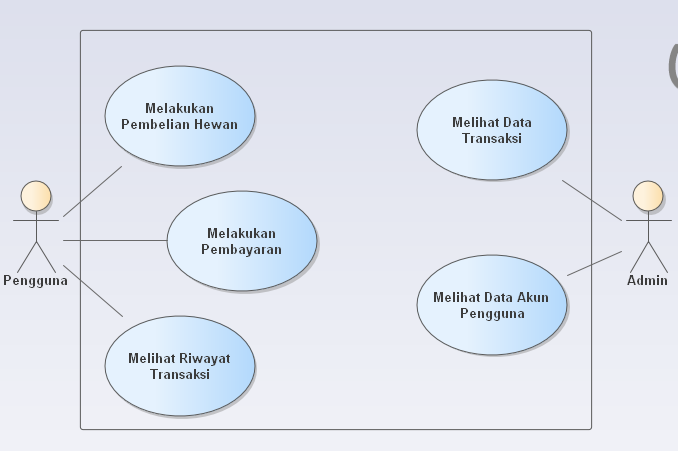 Melakukan
Pembelian Hewan
Melihat Data
Transaksi
Melakukan
Pembayaran
Pengguna
Admin
Melihat Data Akun
Pengguna
Melihat Riwayat
Transaksi